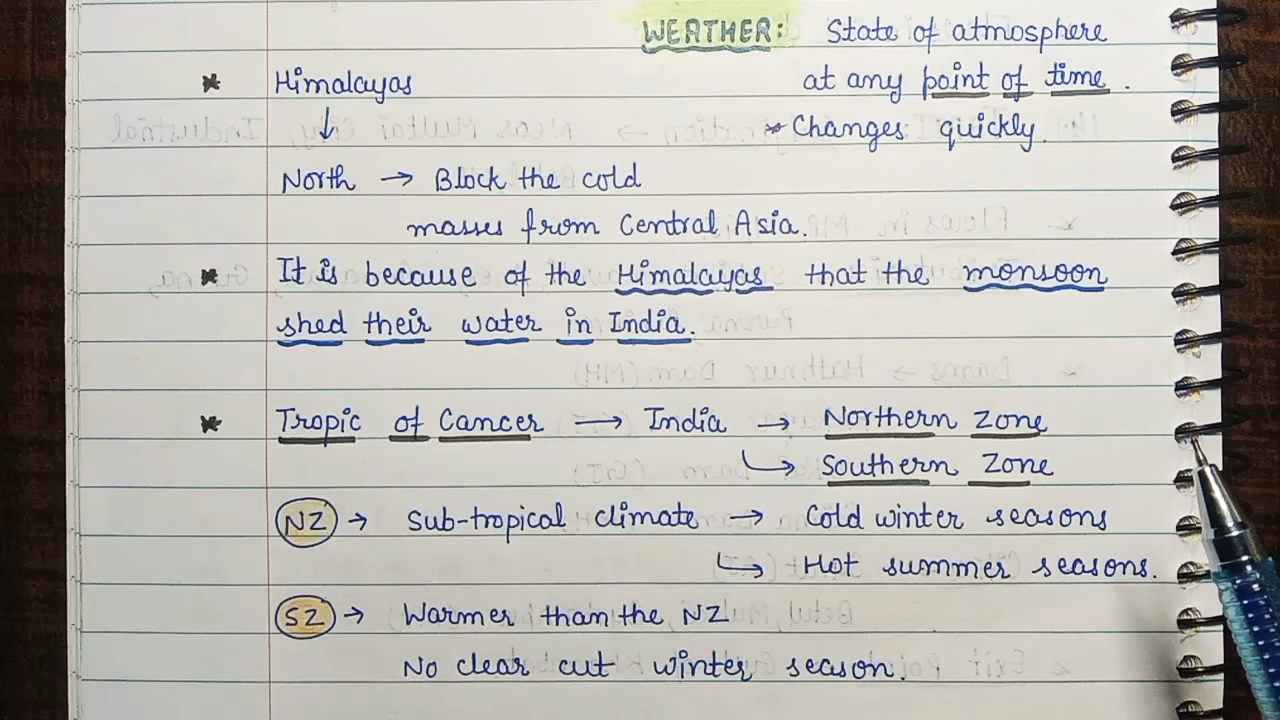 WEATHER: State of atmosphere
at any point of time.
* Changes quickly.
* Himalayas
↓
North → Block the cold
masses from Central Asia.
* It is because of the Himalayas that the monsoon
shed their water in India.
* Tropic of Cancer → India → Northern Zone
↳ Southern Zone
NZ → Sub-tropical climate → Cold winter seasons
↳ Hot summer seasons.
SZ → Warmer than the NZ
No clear cut winter season.